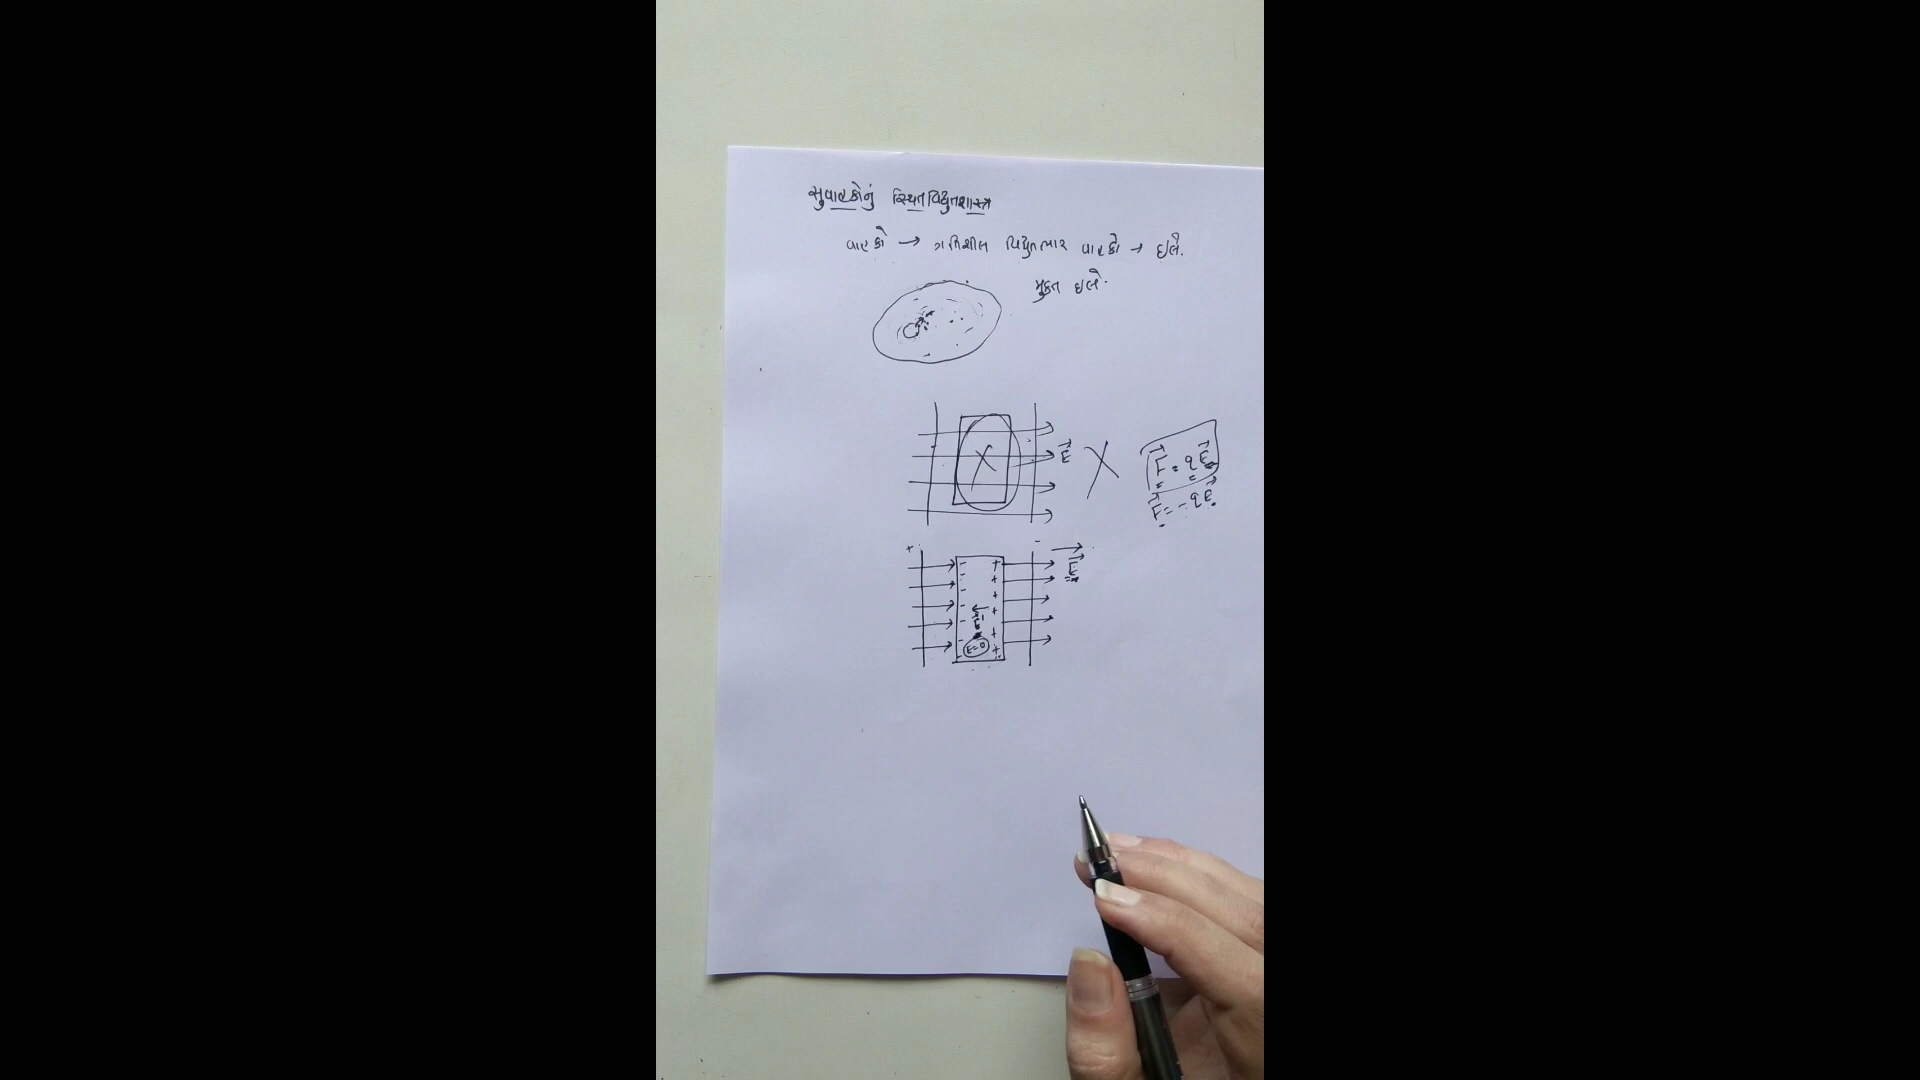 સુવાહકોનું સ્થિતવિદ્યુતશાસ્ત્ર
વાહકો → ગતિશીલ વિદ્યુતભાર વાહકો → ઇલે.
મુક્ત ઇલે.
X
E⃗ X
F⃗ = qE⃗
F⃗ = -qE⃗
+ -
E⃗
E=0